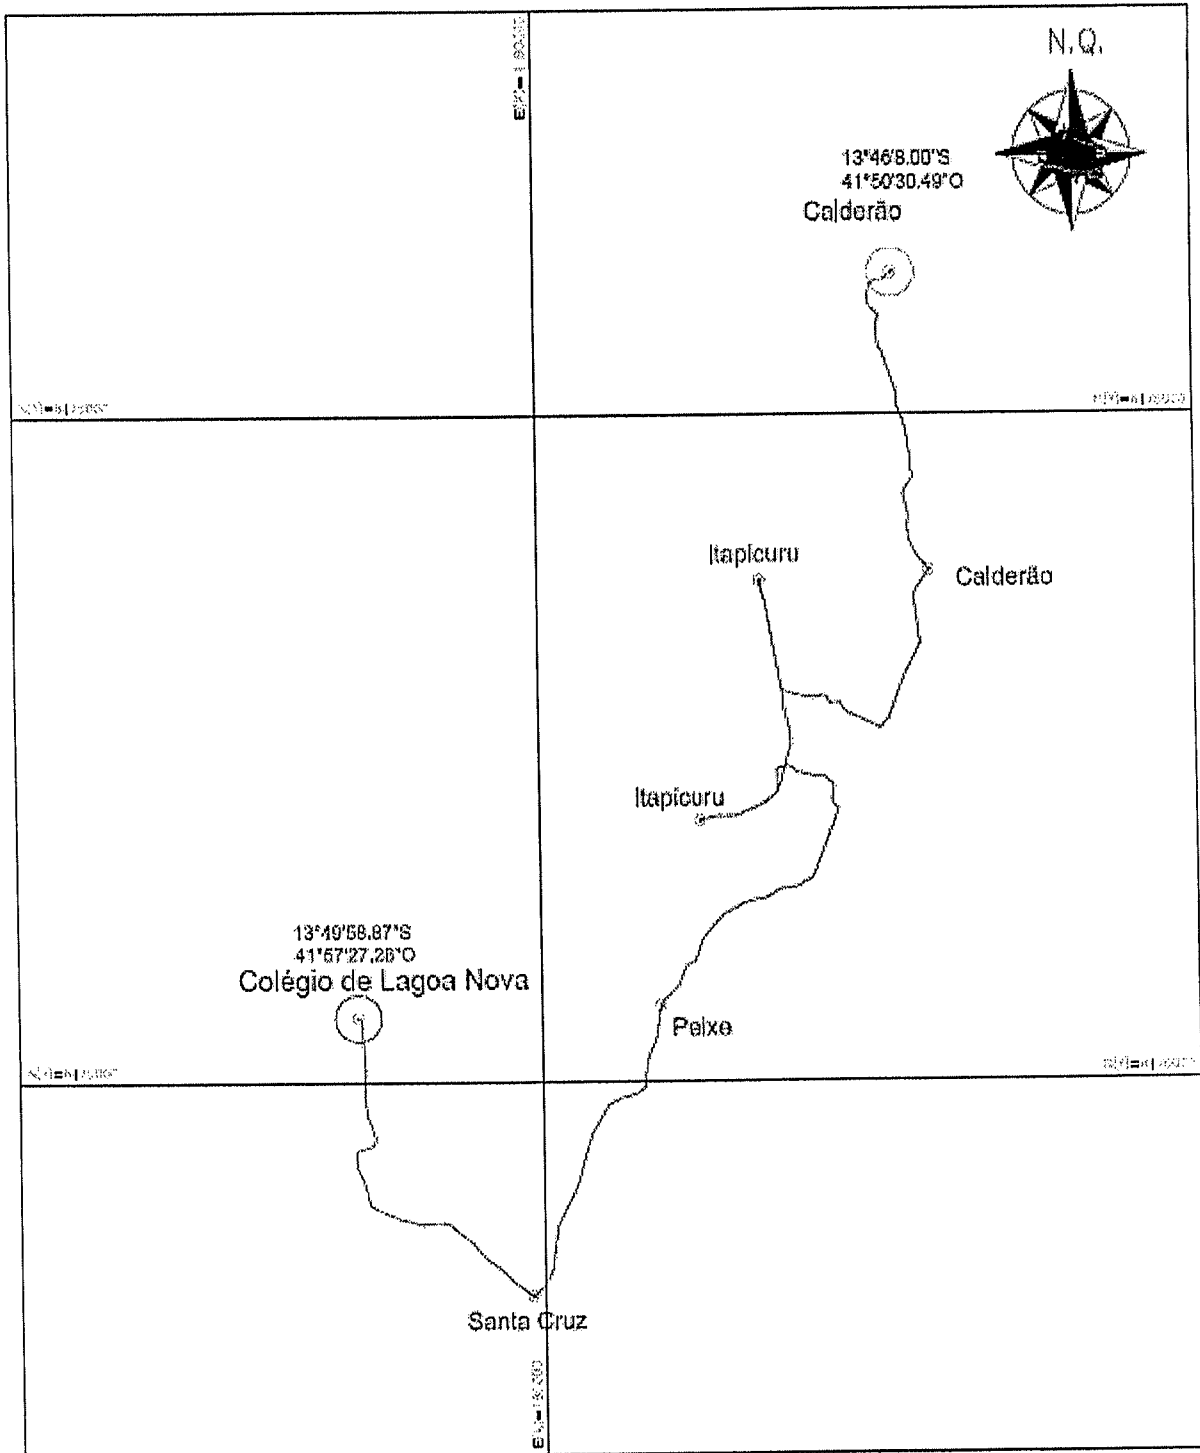 N.Q.
13°46'8.00"S
41°50'30.49"O
Calderão
Itapicuru
Calderão
Itapicuru
13°49'58.87"S
41°57'27.28"O
Colégio de Lagoa Nova
Peixe
Santa Cruz